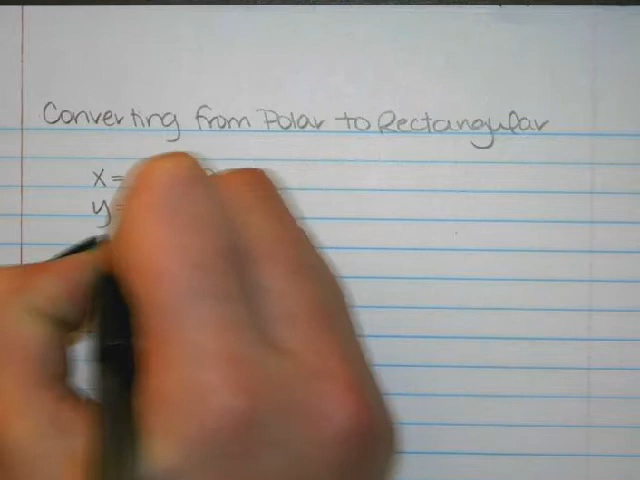 Converting from Polar to Rectangular
x=
y=